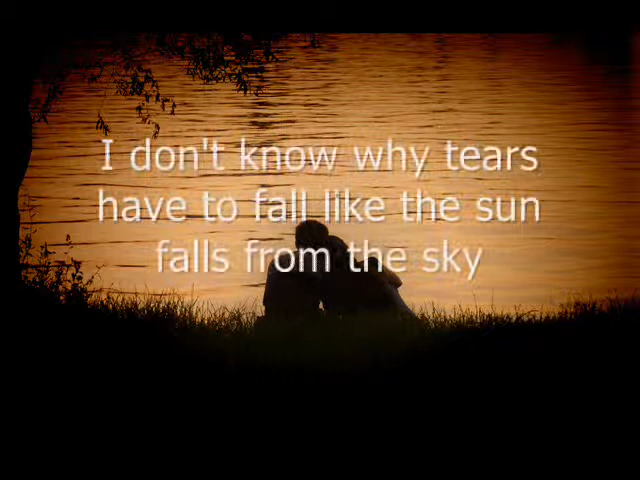 I don't know why tears
have to fall like the sun
falls from the sky